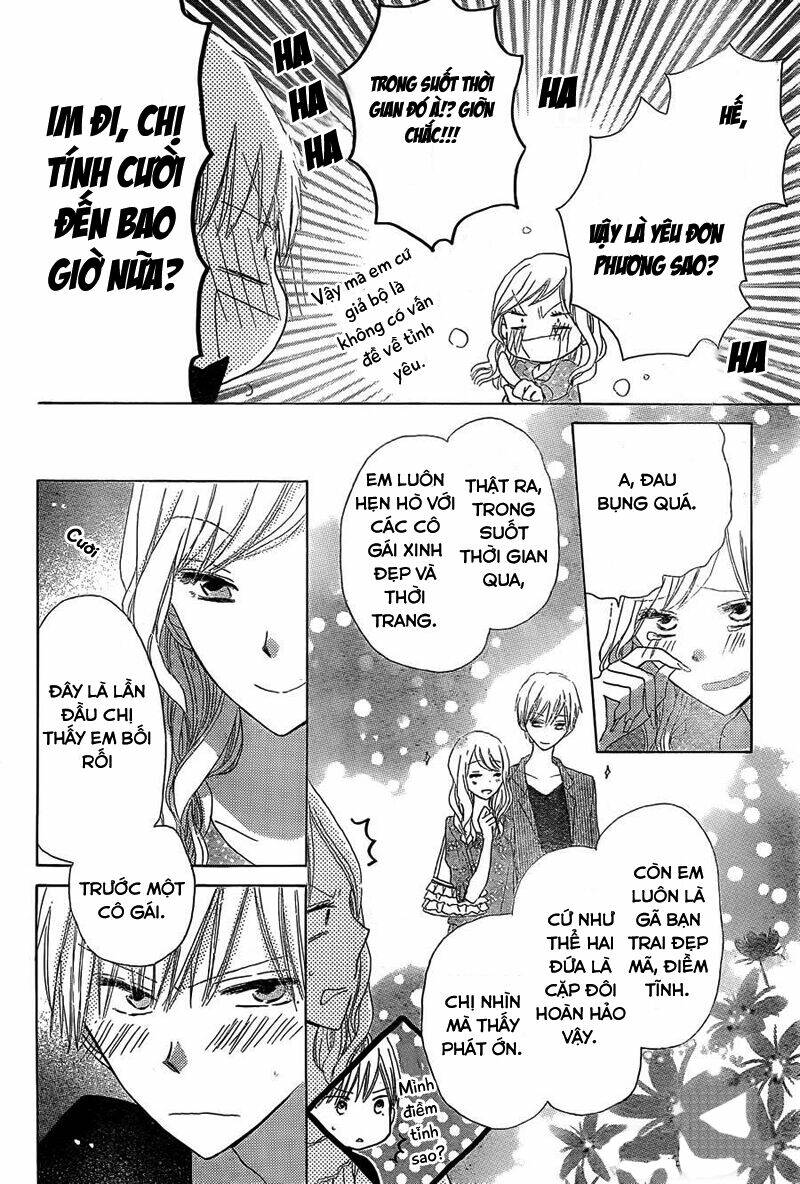 HẾ,
VẬY LÀ YÊU ĐƠN
PHƯƠNG SAO?
HA
HA
TRONG SUỐT THỜI
GIAN ĐÓ À!? GIỠN
CHẮC!!!
HA
HA
HA
Vậy mà em cứ
giả bộ là
không có vấn
đề về tình
yêu.
IM ĐI, CHỊ
TÍNH CƯỜI
ĐẾN BAO
GIỜ NỮA?
A, ĐAU
BỤNG QUÁ.
THẬT RA,
TRONG
SUỐT
THỜI GIAN
QUA,
EM LUÔN
HẸN HÒ VỚI
CÁC CÔ
GÁI XINH
ĐẸP VÀ
THỜI
TRANG.
CÒN EM
LUÔN LÀ
GÃ BẠN
TRAI ĐẸP
MÃ, ĐIỀM
TĨNH.
CỨ NHƯ
THỂ HAI
ĐỨA LÀ
CẶP ĐÔI
HOÀN HẢO
VẬY.
CHỊ NHÌN
MÀ THẤY
PHÁT ỚN.
Mình
điềm
tĩnh
sao?
Cười
ĐÂY LÀ LẦN
ĐẦU CHỊ
THẤY EM BỐI
RỐI
TRƯỚC MỘT
CÔ GÁI.